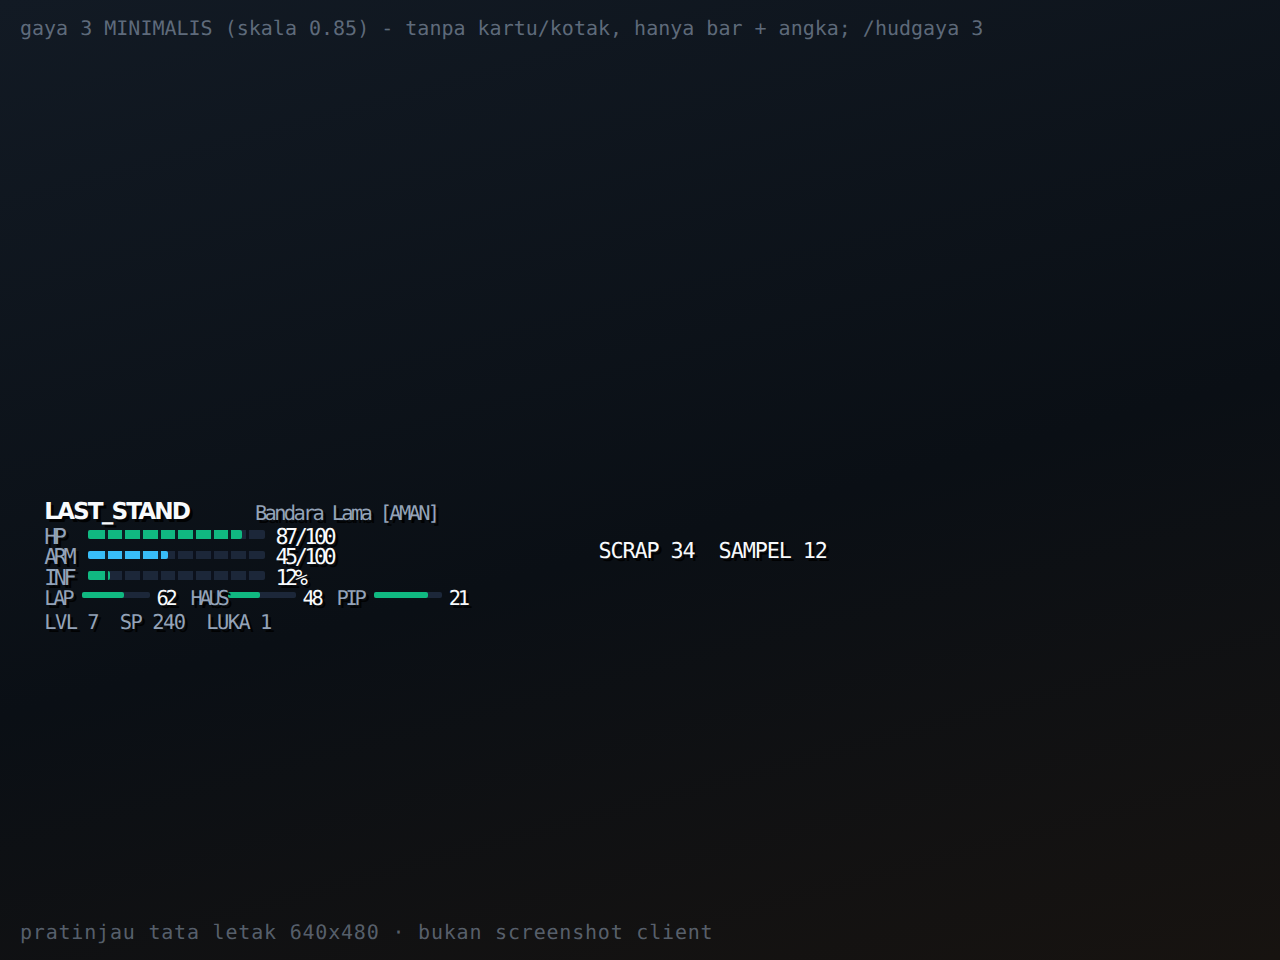 gaya 3 MINIMALIS (skala 0.85) - tanpa kartu/kotak, hanya bar + angka; /hudgaya 3
LAST_STAND Bandara Lama [AMAN]
HP 87/100
ARM 45/100
SCRAP 34 SAMPEL 12
INF 12%
LAP 62 HAUS 48 PIP 21
LVL 7 SP 240 LUKA 1
pratinjau tata letak 640x480 · bukan screenshot client